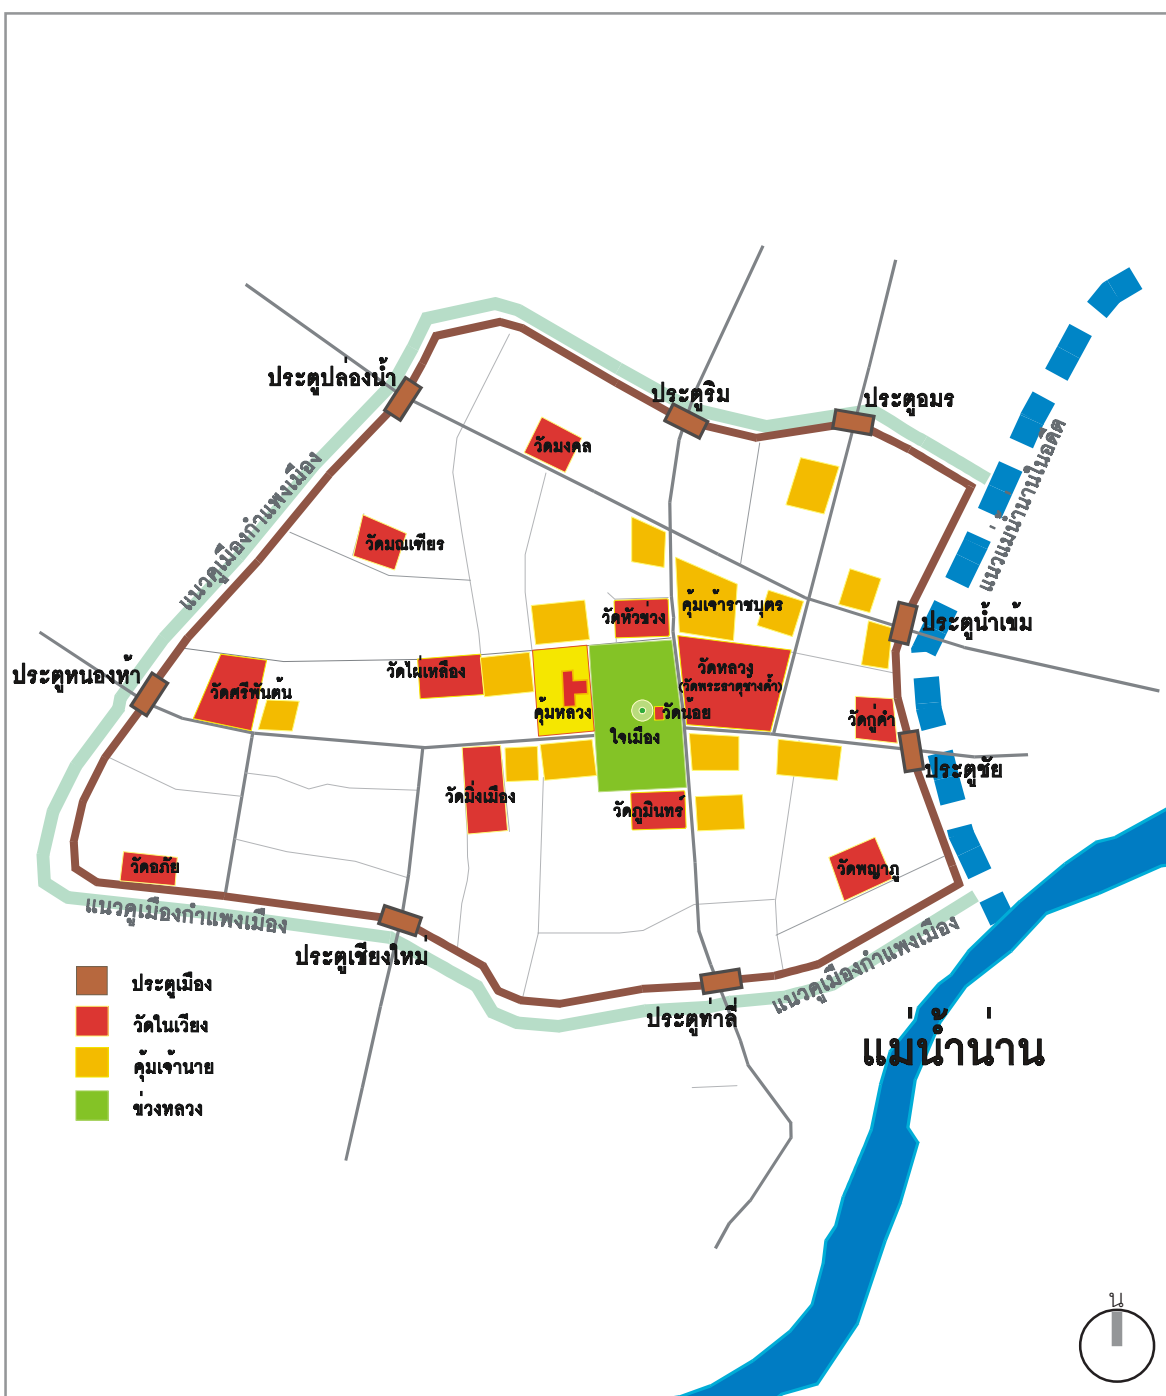 ประตูปล่องน้ำ
ประตูริม
ประตูอมร
แนวแม่น้ำน่านในอดีต
วัดมงคล
แนวคูเมืองกำแพงเมือง
วัดมณเฑียร
คุ้มเจ้าราชบุตร
วัดหัวข่วง
ประตูน้ำเข้ม
ประตูหนองท้า
วัดศรีพันต้น
วัดไผ่เหลือง
วัดหลวง
(วัดพระธาตุช้างค้ำ)
คุ้มหลวง
วัดน้อย
ใจเมือง
วัดกู่คำ
ประตูชัย
วัดมิ่งเมือง
วัดภูมินทร์
วัดอภัย
วัดพญาภู
แนวคูเมืองกำแพงเมือง
ประตูเชียงใหม่
แนวคูเมืองกำแพงเมือง
ประตูท่าลี่
แม่น้ำน่าน
ประตูเมือง
วัดในเวียง
คุ้มเจ้านาย
ข่วงหลวง
น